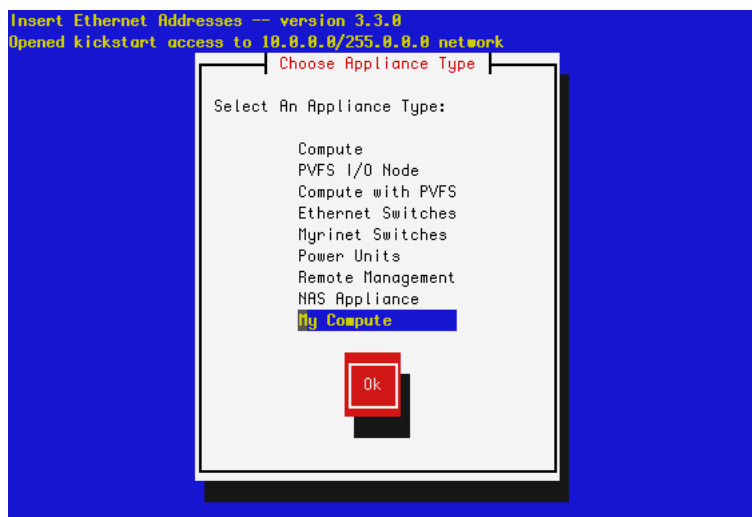 Insert Ethernet Addresses -- version 3.3.0
Opened kickstart access to 10.0.0.0/255.0.0.0 network
Choose Appliance Type
Select An Appliance Type:
Compute
PVFS I/O Node
Compute with PVFS
Ethernet Switches
Myrinet Switches
Power Units
Remote Management
NAS Appliance
My Compute
Ok